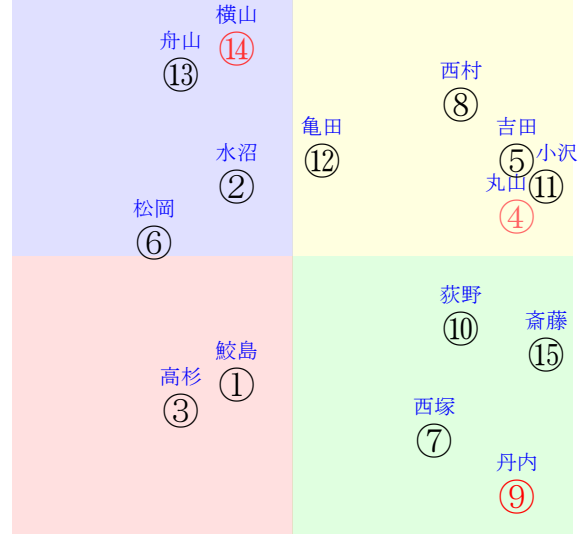 横山
⑭
舟山
⑬
西村
⑧
亀田
⑫
吉田
⑤
小沢
⑪
水沼
②
丸山
④
松岡
⑥
荻野
⑩
斎藤
⑮
鮫島
①
高杉
③
西塚
⑦
丹内
⑨